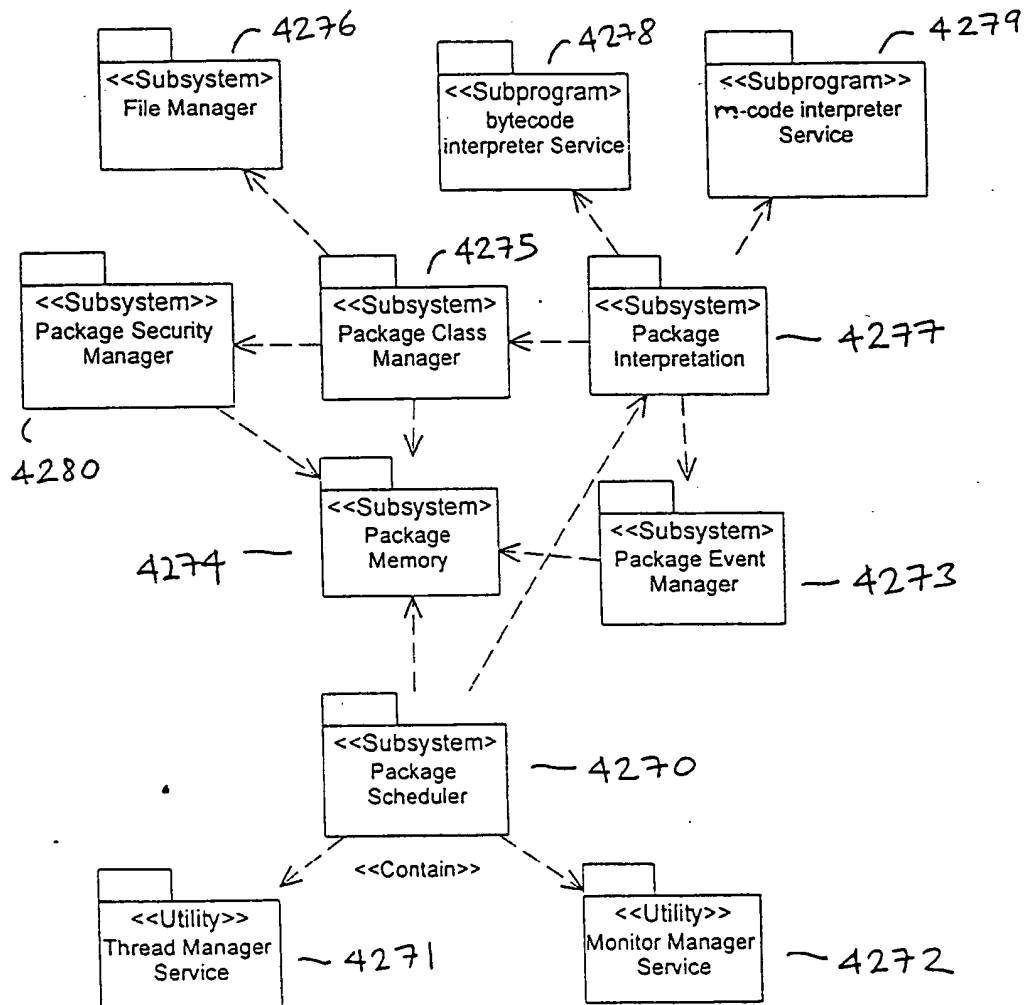 4276
4278
4279
<<Subsystem>
File Manager
<<Subprogram>
bytecode
interpreter Service
<<Subprogram>>
m-code interpreter
Service
4275
<<Subsystem>>
Package Security
Manager
<<Subsystem>
Package Class
Manager
<<Subsystem>
Package
Interpretation
4277
4280
<<Subsystem>
Package
Memory
4274
<<Subsystem>
Package Event
Manager
4273
<<Subsystem>
Package
Scheduler
4270
<<Contain>>
<<Utility>>
Thread Manager
Service
4271
<<Utility>>
Monitor Manager
Service
4272